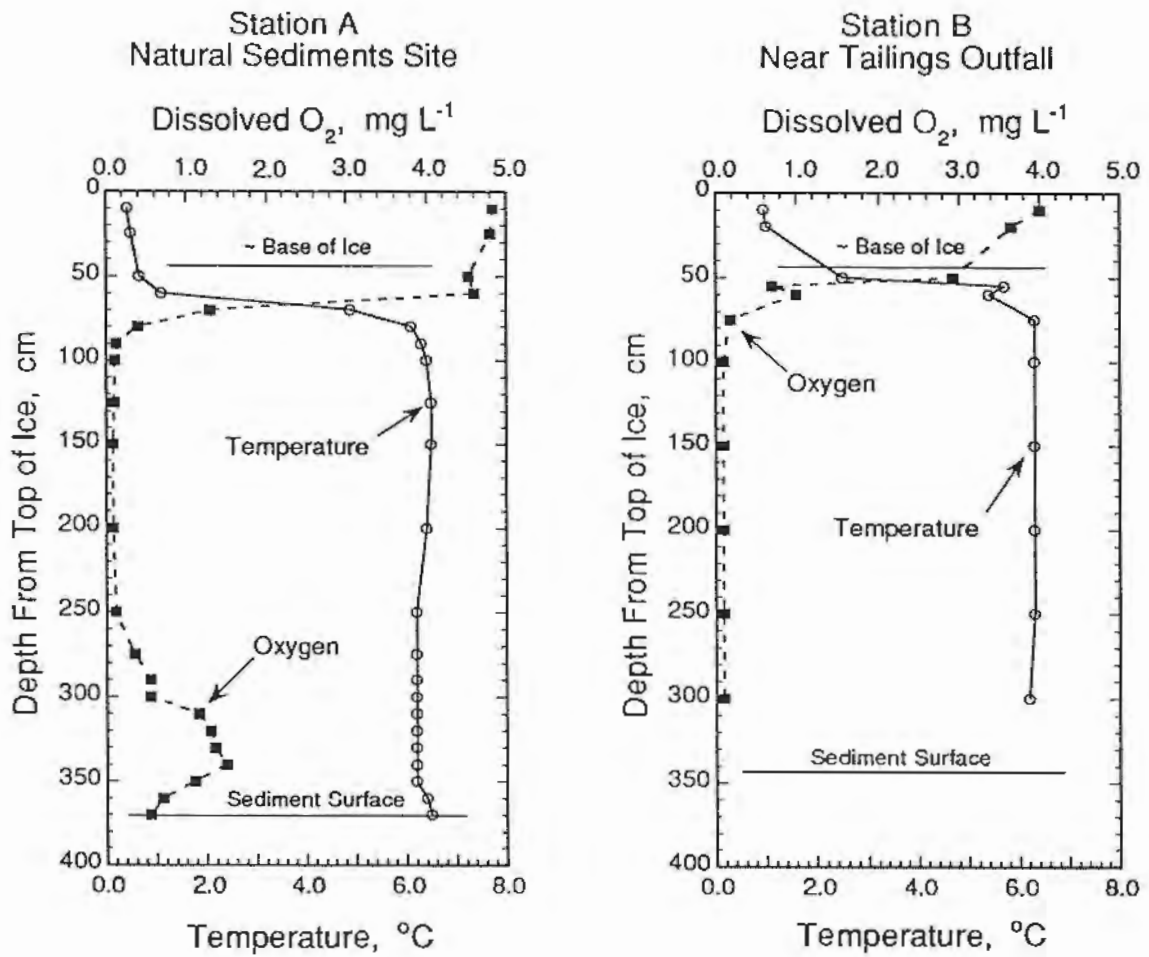 Station A
Natural Sediments Site
Dissolved O₂, mg L⁻¹
0.0 1.0 2.0 3.0 4.0 5.0
0
50
100
150
200
250
300
350
400
Depth From Top of Ice, cm
~ Base of Ice
Temperature
Oxygen
Sediment Surface
0.0 2.0 4.0 6.0 8.0
Temperature, °C
Station B
Near Tailings Outfall
Dissolved O₂, mg L⁻¹
0.0 1.0 2.0 3.0 4.0 5.0
0
50
100
150
200
250
300
350
400
Depth From Top of Ice, cm
~ Base of Ice
Oxygen
Temperature
Sediment Surface
0.0 2.0 4.0 6.0 8.0
Temperature, °C